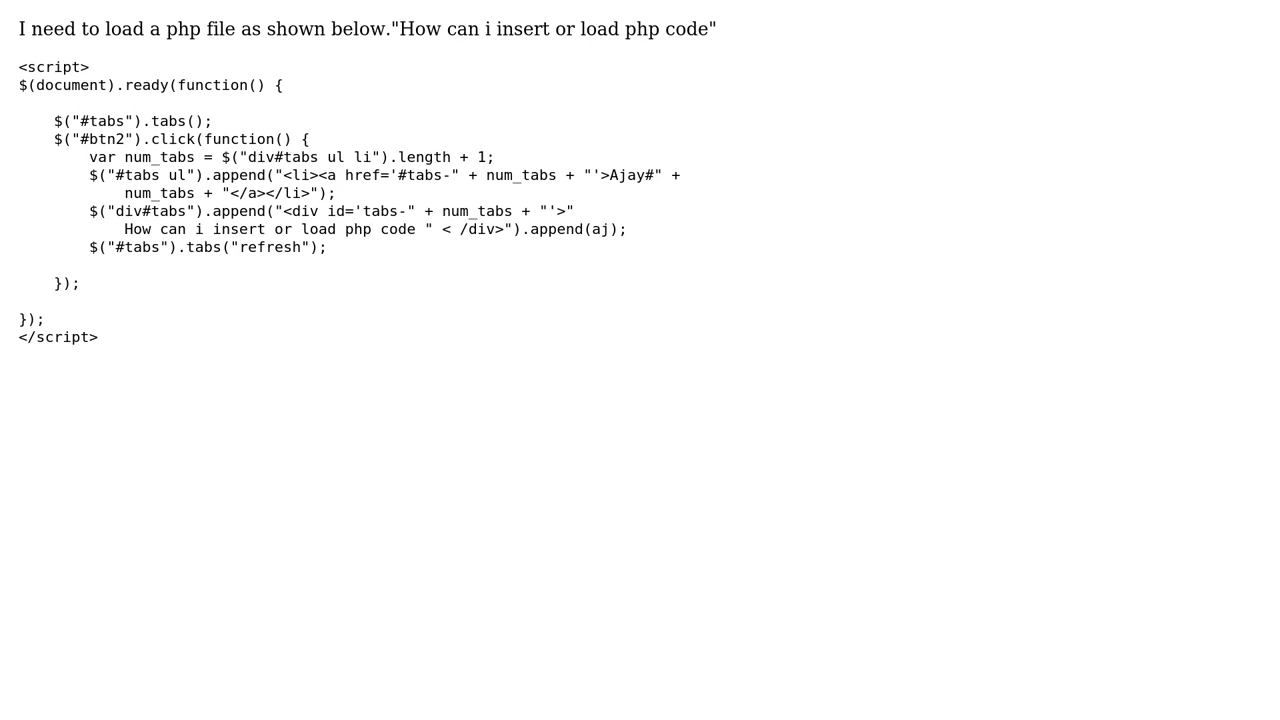 I need to load a php file as shown below."How can i insert or load php code"
<script>
$(document).ready(function() {
    $("#tabs").tabs();
    $("#btn2").click(function() {
        var num_tabs = $("div#tabs ul li").length + 1;
        $("#tabs ul").append("<li><a href='#tabs-" + num_tabs + "'>Ajay#" +
            num_tabs + "</a></li>");
        $("div#tabs").append("<div id='tabs-" + num_tabs + "'>"
            How can i insert or load php code " < /div>").append(aj);
        $("#tabs").tabs("refresh");
    });
});
</script>